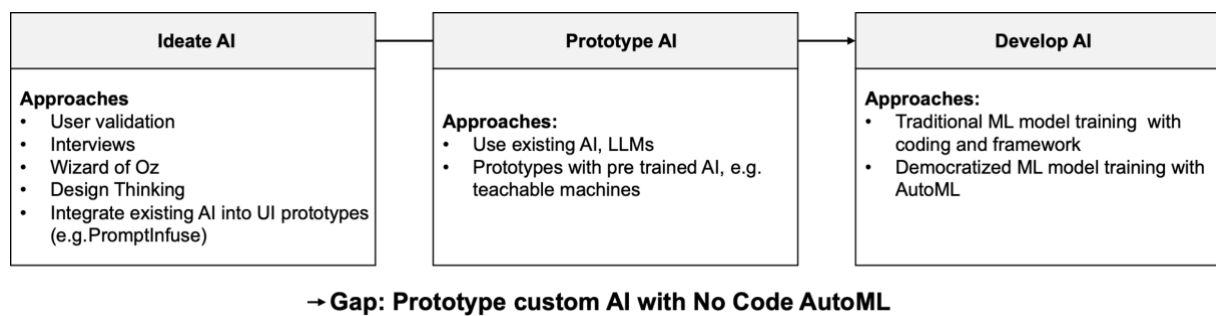 Ideate AI
Approaches
• User validation
• Interviews
• Wizard of Oz
• Design Thinking
• Integrate existing AI into UI prototypes
(e.g.PromptInfuse)
Prototype AI
Approaches:
• Use existing AI, LLMs
• Prototypes with pre trained AI, e.g.
teachable machines
Develop AI
Approaches:
• Traditional ML model training with
coding and framework
• Democratized ML model training with
AutoML
→ Gap: Prototype custom AI with No Code AutoML